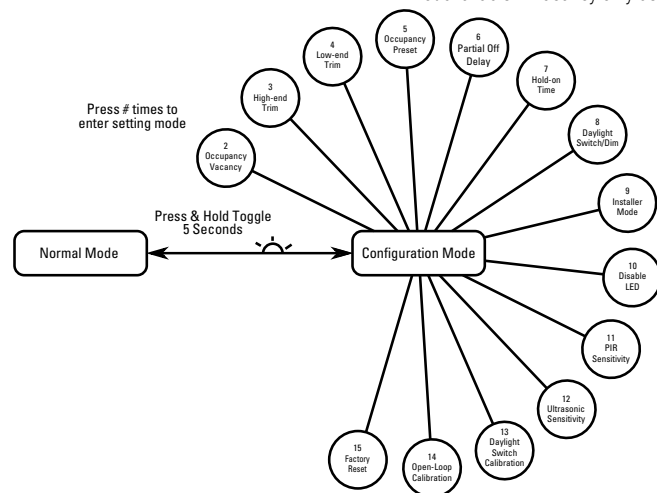 5
Occupancy
Preset
6
Partial Off
Delay
4
Low-end
Trim
7
Hold-on
Time
3
High-end
Trim
Press # times to
enter setting mode
8
Daylight
Switch/Dim
2
Occupancy
Vacancy
9
Installer
Mode
Press & Hold Toggle
5 Seconds
Normal Mode
Configuration Mode
10
Disable
LED
11
PIR
Sensitivity
12
Ultrasonic
Sensitivity
13
Daylight
Switch
Calibration
15
Factory
Reset
14
Open-Loop
Calibration